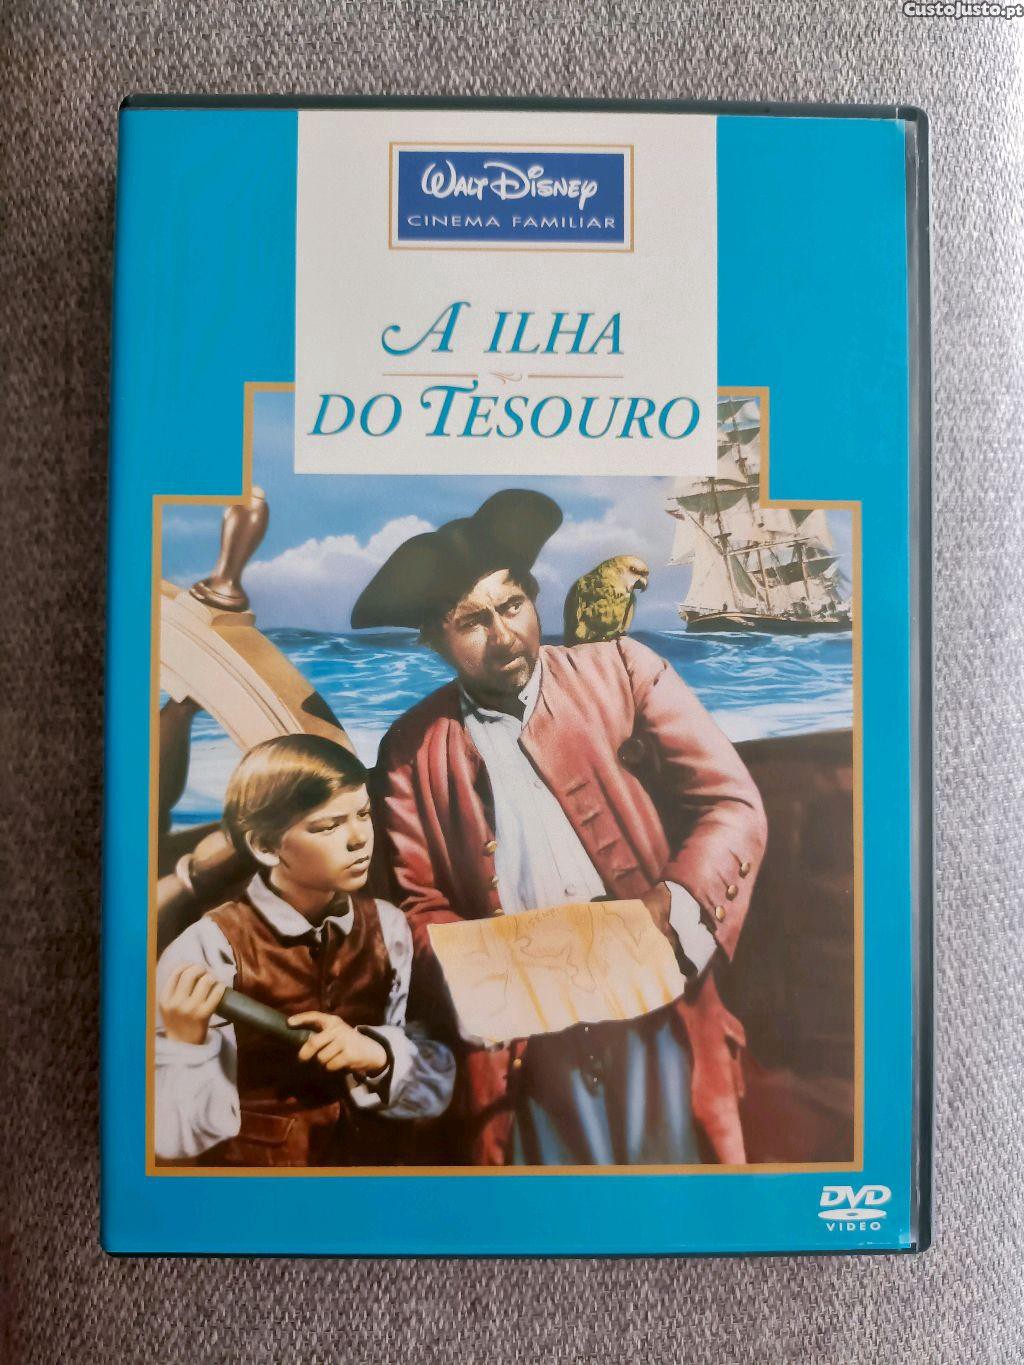 CustoJusto.pt
WALT DISNEY
CINEMA FAMILIAR
A ILHA
DO TESOURO
DVD
VIDEO